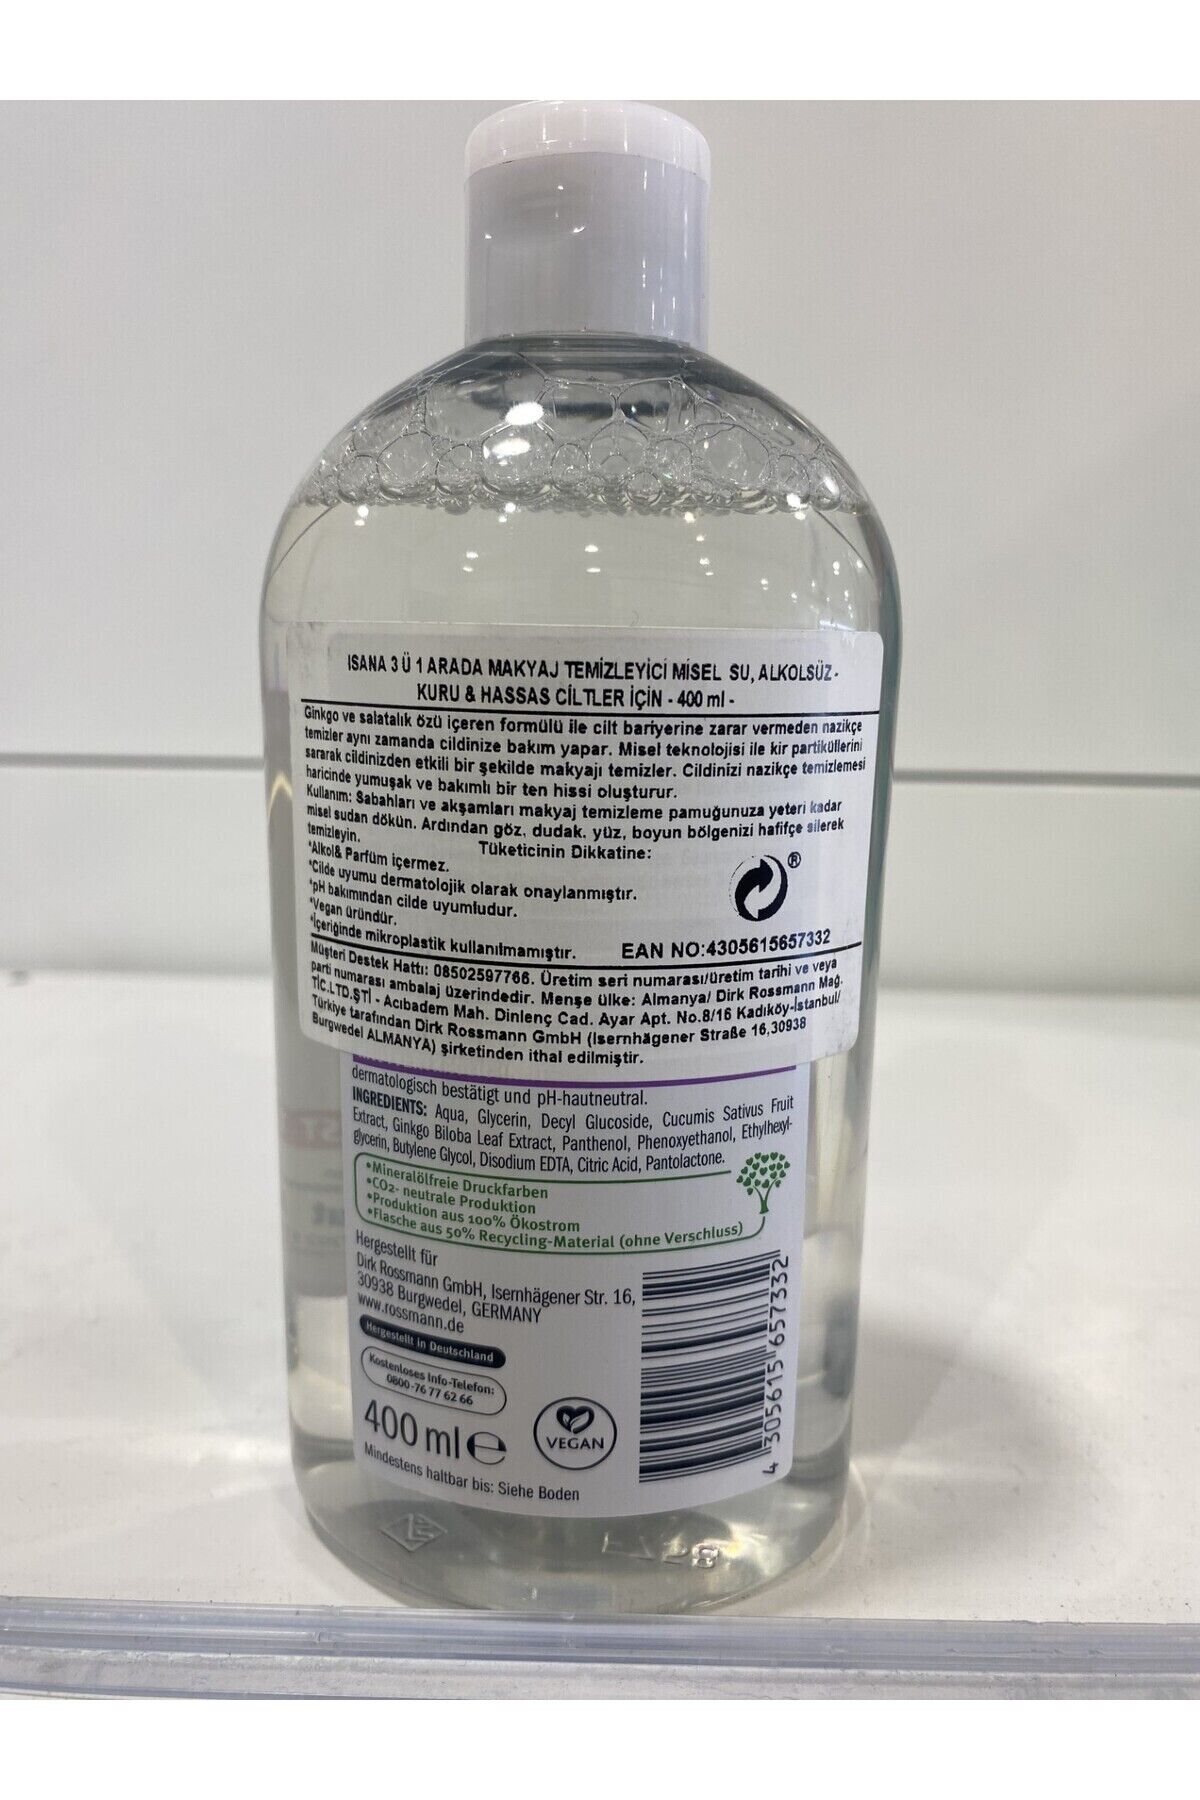 ISANA 3 Ü 1 ARADA MAKYAJ TEMİZLEYİCİ MİSEL SU, ALKOLSÜZ -
KURU & HASSAS CİLTLER İÇİN - 400 ml -
Ginkgo ve salatalık özü içeren formülü ile cilt bariyerine zarar vermeden nazikçe
temizler aynı zamanda cildinize bakım yapar. Misel teknolojisi ile kir partiküllerini
sararak cildinizden etkili bir şekilde makyajı temizler. Cildinizi nazikçe temizlemesi
haricinde yumuşak ve bakımlı bir ten hissi oluşturur.
Kullanım: Sabahları ve akşamları makyaj temizleme pamuğunuza yeteri kadar
misel sudan dökün. Ardından göz, dudak, yüz, boyun bölgenizi hafifçe silerek
temizleyin.
Tüketicinin Dikkatine:
*Alkol& Parfüm içermez.
*Cilde uyumu dermatolojik olarak onaylanmıştır.
*pH bakımından cilde uyumludur.
*Vegan üründür.
*İçeriğinde mikroplastik kullanılmamıştır.
®
EAN NO:4305615657332
Müşteri Destek Hattı: 08502597766. Üretim seri numarası/üretim tarihi ve veya
parti numarası ambalaj üzerindedir. Menşe ülke: Almanya/ Dirk Rossmann Mağ.
TİC.LTD.ŞTİ - Acıbadem Mah. Dinlenç Cad. Ayar Apt. No.8/16 Kadıköy-İstanbul/
Türkiye tarafından Dirk Rossmann GmbH (Isernhägener Straße 16,30938
Burgwedel ALMANYA) şirketinden ithal edilmiştir.
dermatologisch bestätigt und pH-hautneutral.
INGREDIENTS: Aqua, Glycerin, Decyl Glucoside, Cucumis Sativus Fruit
Extract, Ginkgo Biloba Leaf Extract, Panthenol, Phenoxyethanol, Ethylhexyl-
glycerin, Butylene Glycol, Disodium EDTA, Citric Acid, Pantolactone.
•Mineralölfreie Druckfarben
•CO2- neutrale Produktion
•Produktion aus 100% Ökostrom
•Flasche aus 50% Recycling-Material (ohne Verschluss)
Hergestellt für
Dirk Rossmann GmbH, Isernhägener Str. 16,
30938 Burgwedel, GERMANY
www.rossmann.de
Hergestellt in Deutschland
Kostenloses Info-Telefon:
0800-76 77 62 66
400 ml e
VEGAN
Mindestens haltbar bis: Siehe Boden
4 305615 657332